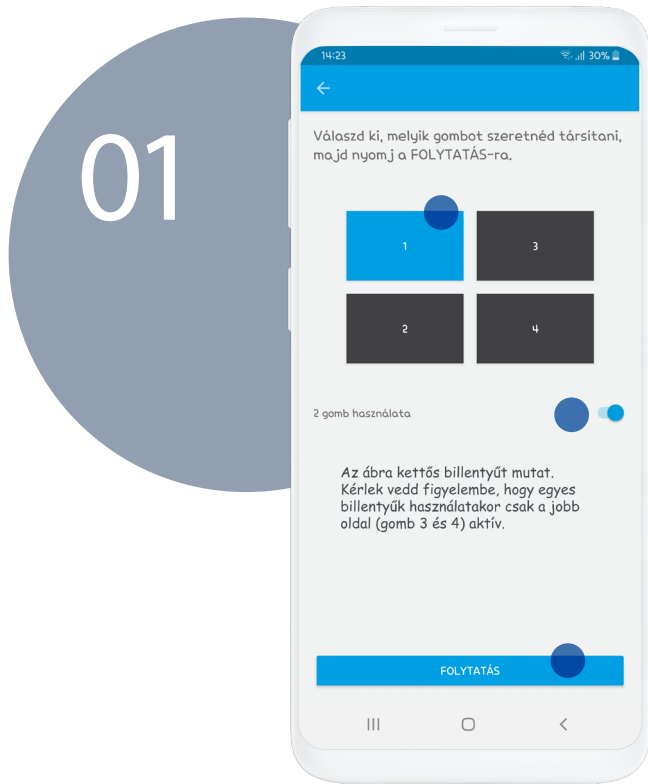 01
14:23
30%
Válaszd ki, melyik gombot szeretnéd társítani,
majd nyomj a FOLYTATÁS-ra.
1
3
2
4
2 gomb használata
Az ábra kettős billentyűt mutat.
Kérlek vedd figyelembe, hogy egyes
billentyűk használatakor csak a jobb
oldal (gomb 3 és 4) aktív.
FOLYTATÁS